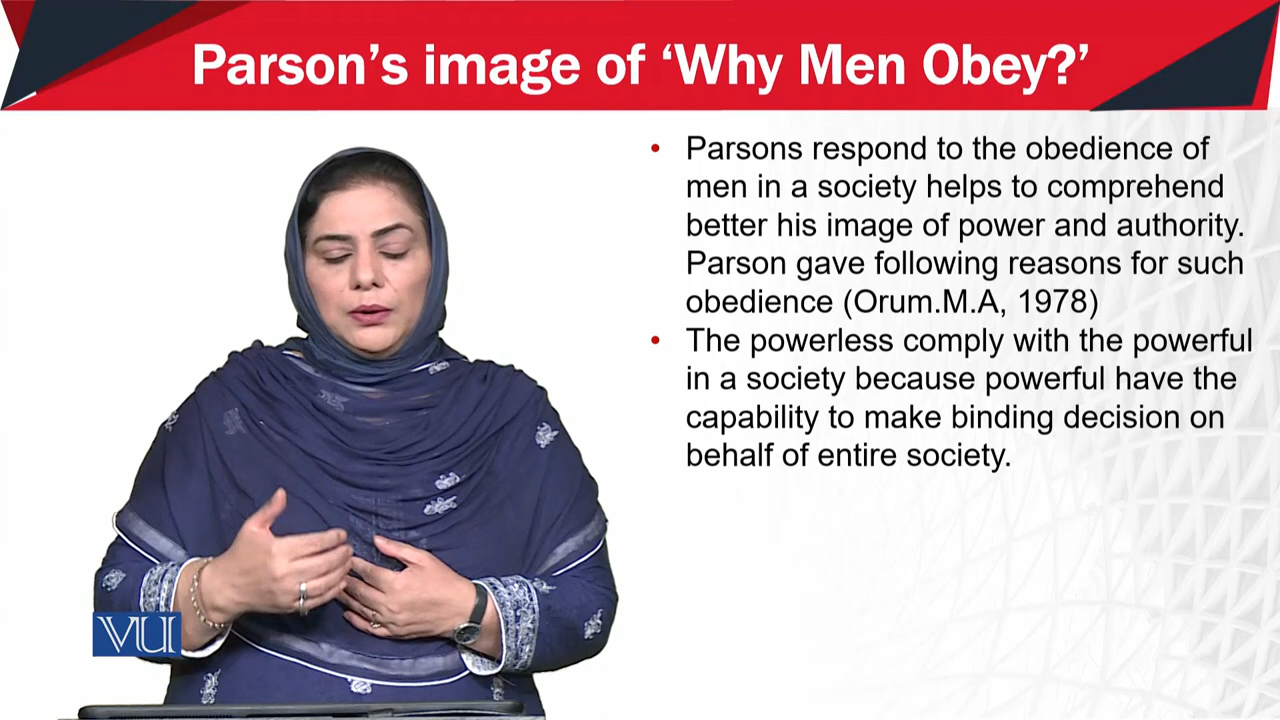 Parson’s image of ‘Why Men Obey?’
• Parsons respond to the obedience of
men in a society helps to comprehend
better his image of power and authority.
Parson gave following reasons for such
obedience (Orum.M.A, 1978)
• The powerless comply with the powerful
in a society because powerful have the
capability to make binding decision on
behalf of entire society.
VU